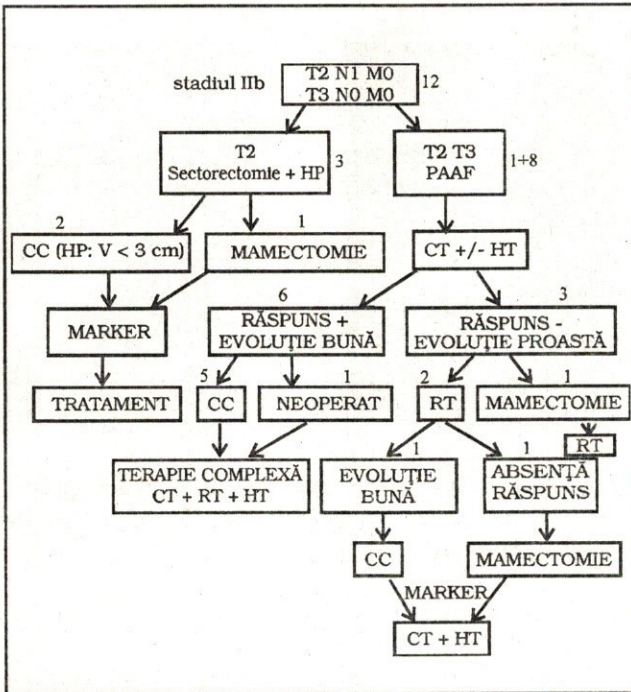 T2 N1 M0
stadiul IIb
12
T3 N0 M0
T2
Sectorectomie + HP
3
T2 T3
PAAF
1+8
2
1
CC (HP: V < 3 cm)
MAMECTOMIE
CT +/- HT
6
3
MARKER
RĂSPUNS +
EVOLUȚIE BUNĂ
RĂSPUNS -
EVOLUȚIE PROASTĂ
5
1
2
1
TRATAMENT
CC
NEOPERAT
RT
MAMECTOMIE
1
1
RT
TERAPIE COMPLEXĂ
CT + RT + HT
EVOLUȚIE
BUNĂ
ABSENȚĂ
RĂSPUNS
CC
MAMECTOMIE
MARKER
CT + HT